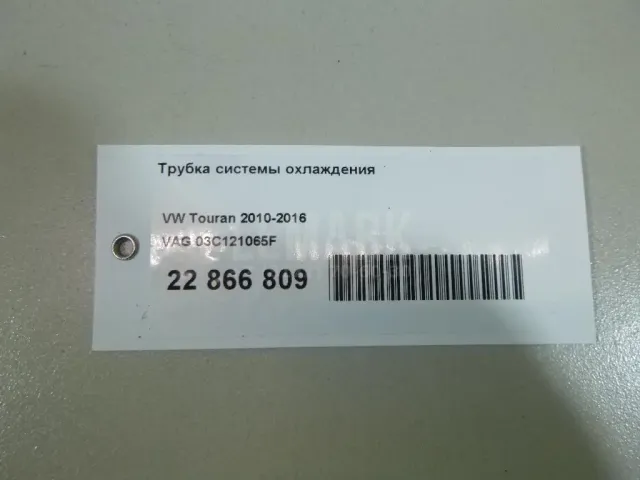 Трубка системы охлаждения
VW Touran 2010-2016
VAG 03C121065F
22 866 809